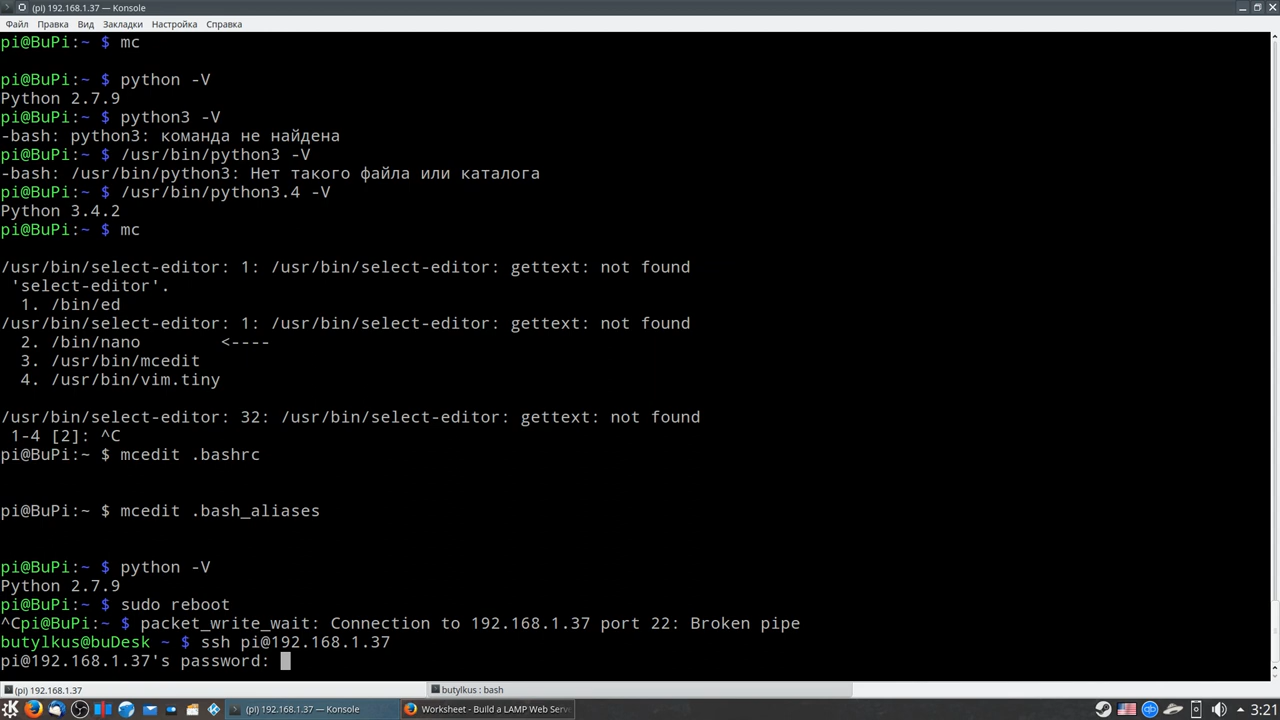 (pi) 192.168.1.37 — Konsole
Файл Правка Вид Закладки Настройка Справка
pi@BuPi:~ $ mc
pi@BuPi:~ $ python -V
Python 2.7.9
pi@BuPi:~ $ python3 -V
-bash: python3: команда не найдена
pi@BuPi:~ $ /usr/bin/python3 -V
-bash: /usr/bin/python3: Нет такого файла или каталога
pi@BuPi:~ $ /usr/bin/python3.4 -V
Python 3.4.2
pi@BuPi:~ $ mc
/usr/bin/select-editor: 1: /usr/bin/select-editor: gettext: not found
'select-editor'.
1. /bin/ed
/usr/bin/select-editor: 1: /usr/bin/select-editor: gettext: not found
2. /bin/nano        <----
3. /usr/bin/mcedit
4. /usr/bin/vim.tiny
/usr/bin/select-editor: 32: /usr/bin/select-editor: gettext: not found
1-4 [2]: ^C
pi@BuPi:~ $ mcedit .bashrc
pi@BuPi:~ $ mcedit .bash_aliases
pi@BuPi:~ $ python -V
Python 2.7.9
pi@BuPi:~ $ sudo reboot
^Cpi@BuPi:~ $ packet_write_wait: Connection to 192.168.1.37 port 22: Broken pipe
butylkus@buDesk ~ $ ssh pi@192.168.1.37
pi@192.168.1.37's password:
(pi) 192.168.1.37
butylkus : bash
(pi) 192.168.1.37 — Konsole
Worksheet - Build a LAMP Web Serv
3:21